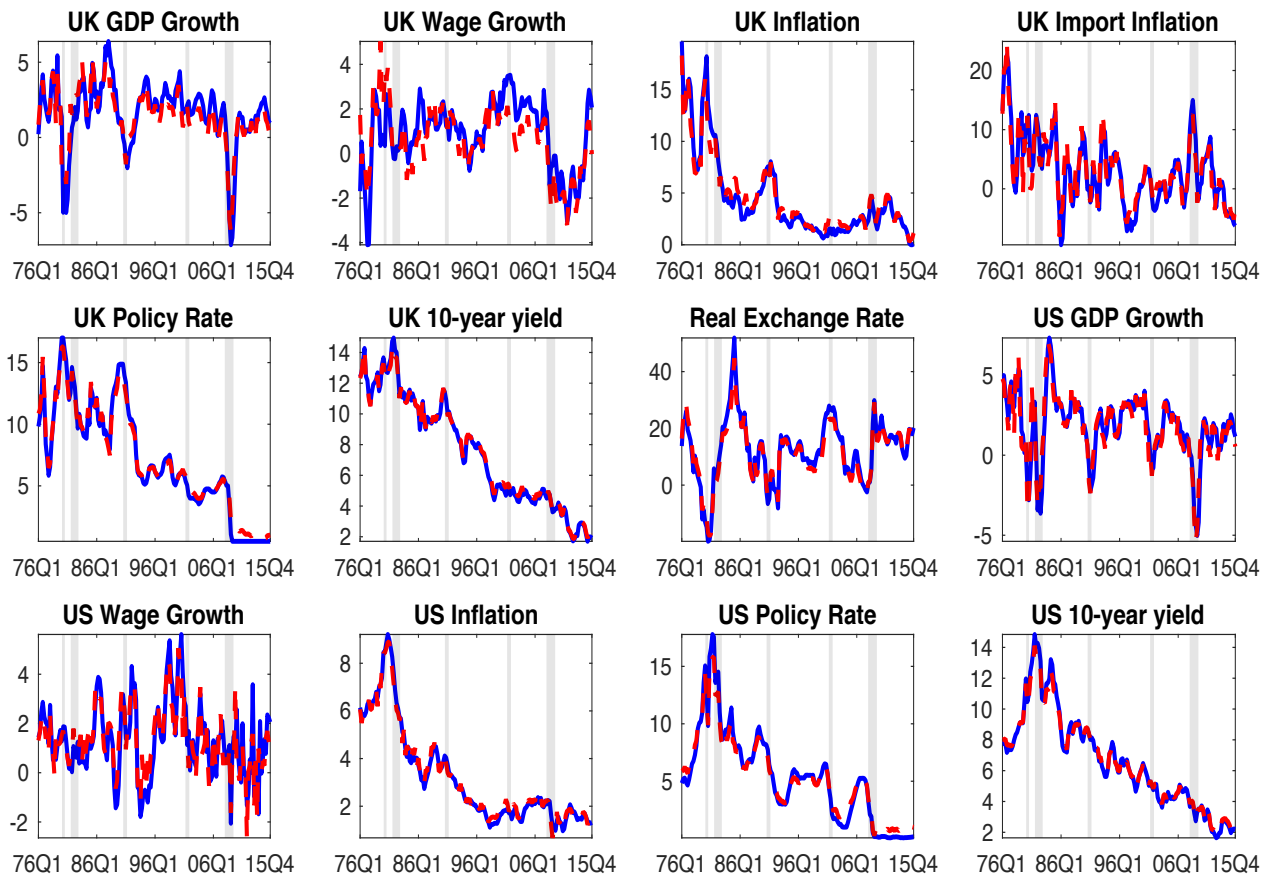 UK GDP Growth
5
0
-5
76Q1 86Q1 96Q1 06Q1 15Q4
UK Wage Growth
4
2
0
-2
-4
76Q1 86Q1 96Q1 06Q1 15Q4
UK Inflation
15
10
5
0
76Q1 86Q1 96Q1 06Q1 15Q4
UK Import Inflation
20
10
0
76Q1 86Q1 96Q1 06Q1 15Q4
UK Policy Rate
15
10
5
76Q1 86Q1 96Q1 06Q1 15Q4
UK 10-year yield
14
12
10
8
6
4
2
76Q1 86Q1 96Q1 06Q1 15Q4
Real Exchange Rate
40
20
0
76Q1 86Q1 96Q1 06Q1 15Q4
US GDP Growth
5
0
-5
76Q1 86Q1 96Q1 06Q1 15Q4
US Wage Growth
4
2
0
-2
76Q1 86Q1 96Q1 06Q1 15Q4
US Inflation
8
6
4
2
76Q1 86Q1 96Q1 06Q1 15Q4
US Policy Rate
15
10
5
76Q1 86Q1 96Q1 06Q1 15Q4
US 10-year yield
14
12
10
8
6
4
2
76Q1 86Q1 96Q1 06Q1 15Q4